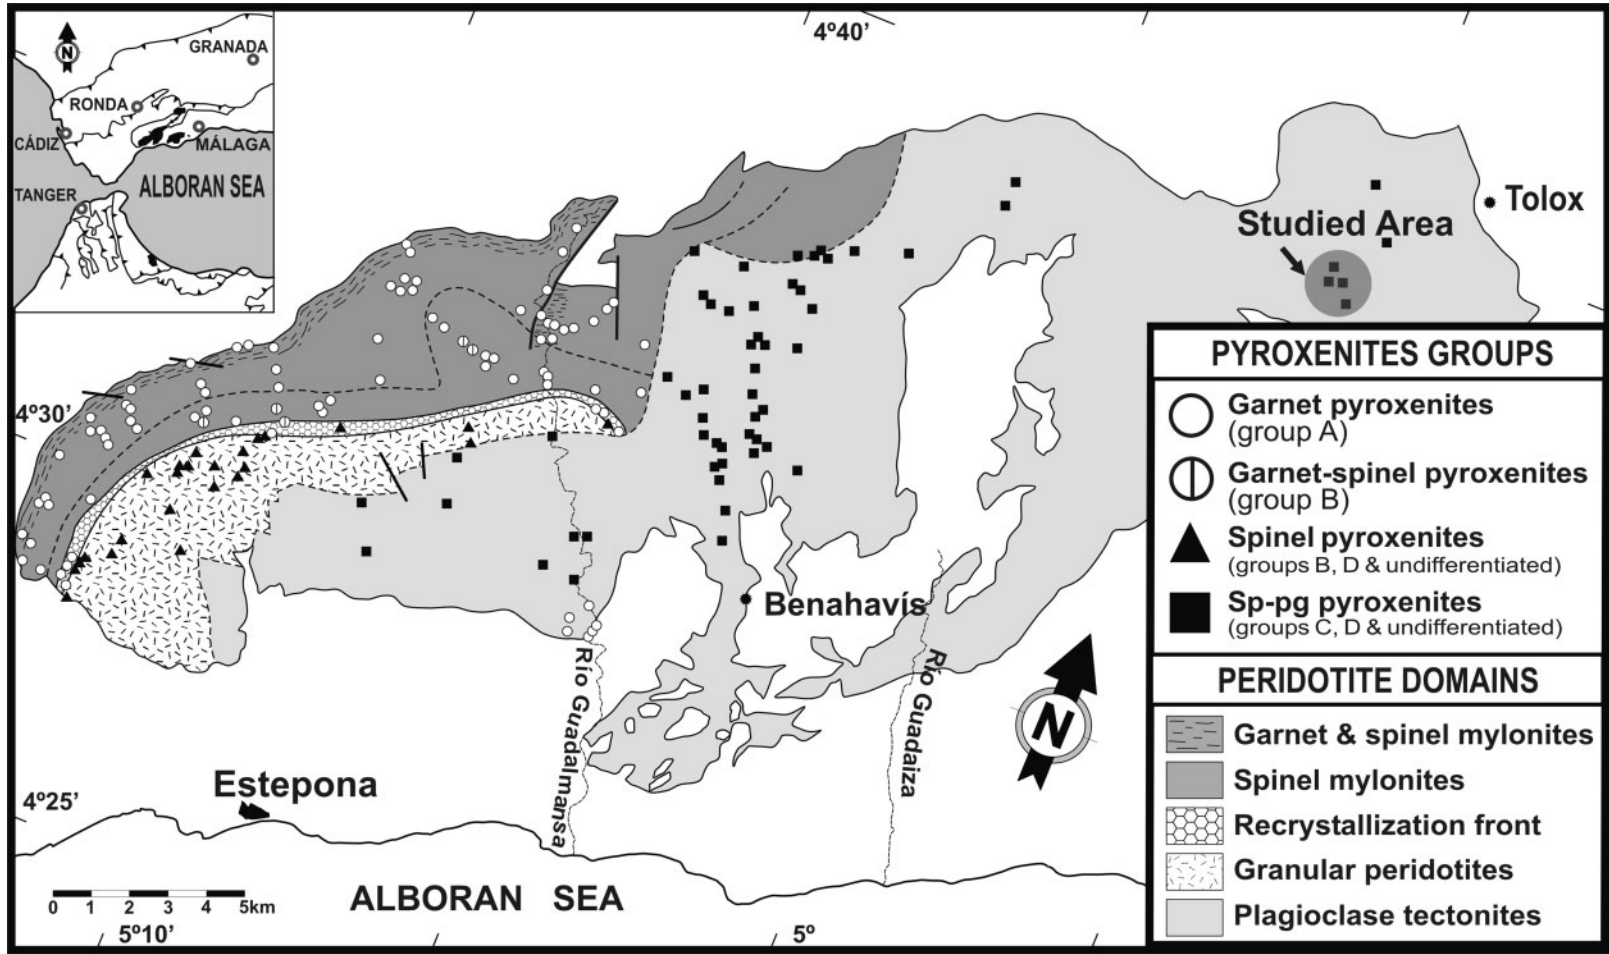 4º40'
N
GRANADA
RONDA
CÁDIZ
MÁLAGA
TANGER
ALBORAN SEA
Tolox
Studied Area
4º30'
Benahavís
Río Guadalmansa
Río Guadaiza
N
Estepona
4º25'
ALBORAN SEA
0 1 2 3 4 5km
5º10'
5º
PYROXENITES GROUPS
Garnet pyroxenites
(group A)
Garnet-spinel pyroxenites
(group B)
Spinel pyroxenites
(groups B, D & undifferentiated)
Sp-pg pyroxenites
(groups C, D & undifferentiated)
PERIDOTITE DOMAINS
Garnet & spinel mylonites
Spinel mylonites
Recrystallization front
Granular peridotites
Plagioclase tectonites